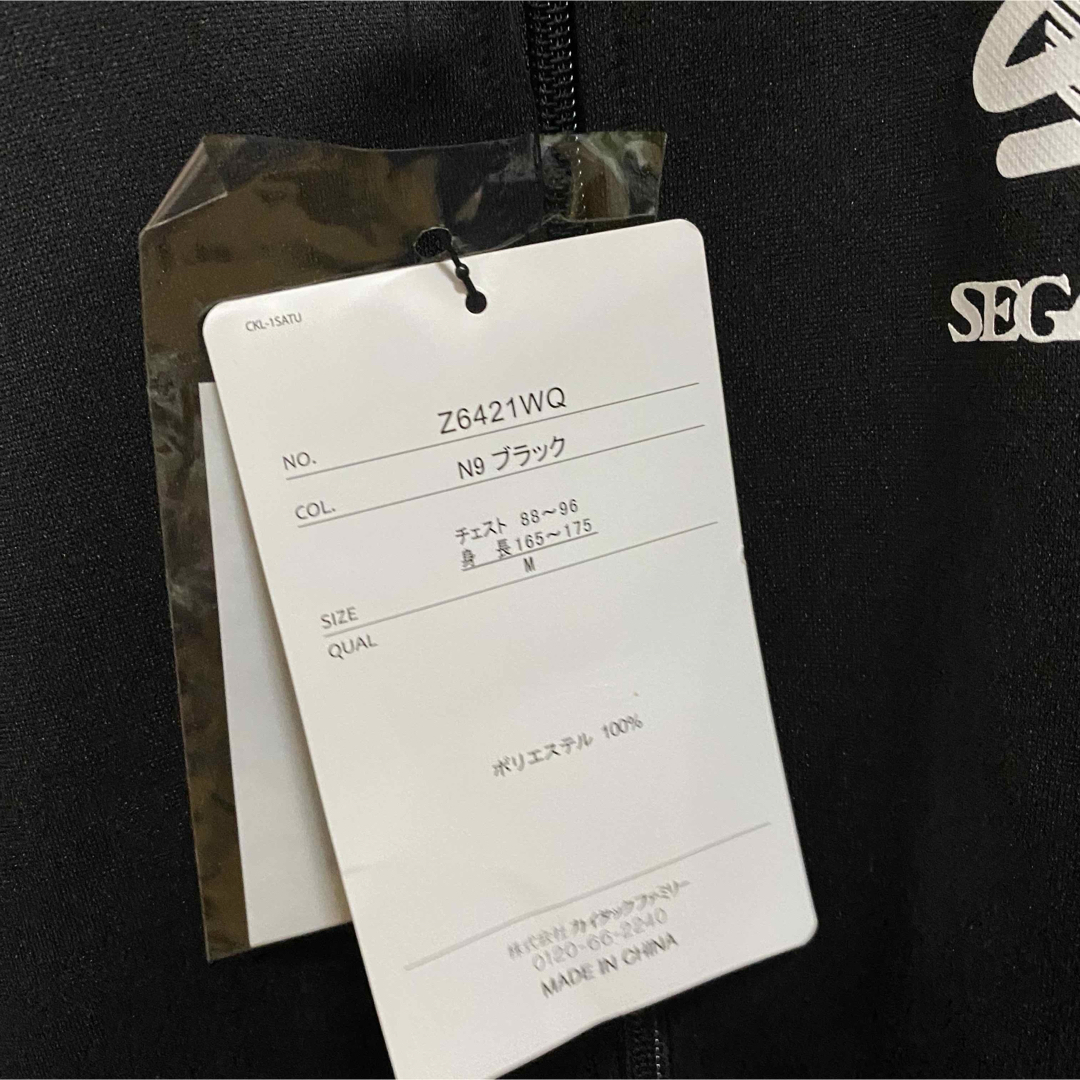 CKL-1SATU
NO. Z6421WQ
COL. N9 ブラック
チェスト 88～96
身 長165～175
M
SIZE
QUAL
ポリエステル 100%
株式会社 カイタックファミリー
0120-66-2240
MADE IN CHINA
SEGA